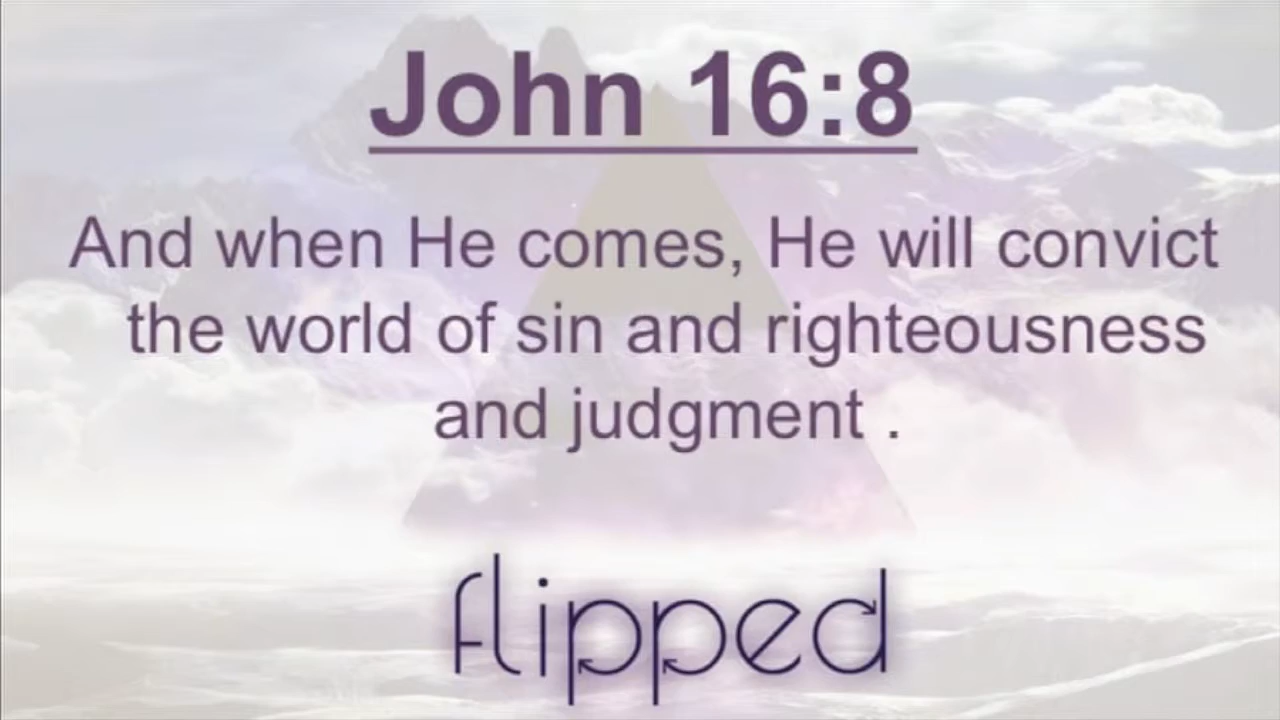 John 16:8
And when He comes, He will convict
the world of sin and righteousness
and judgment .
flipped